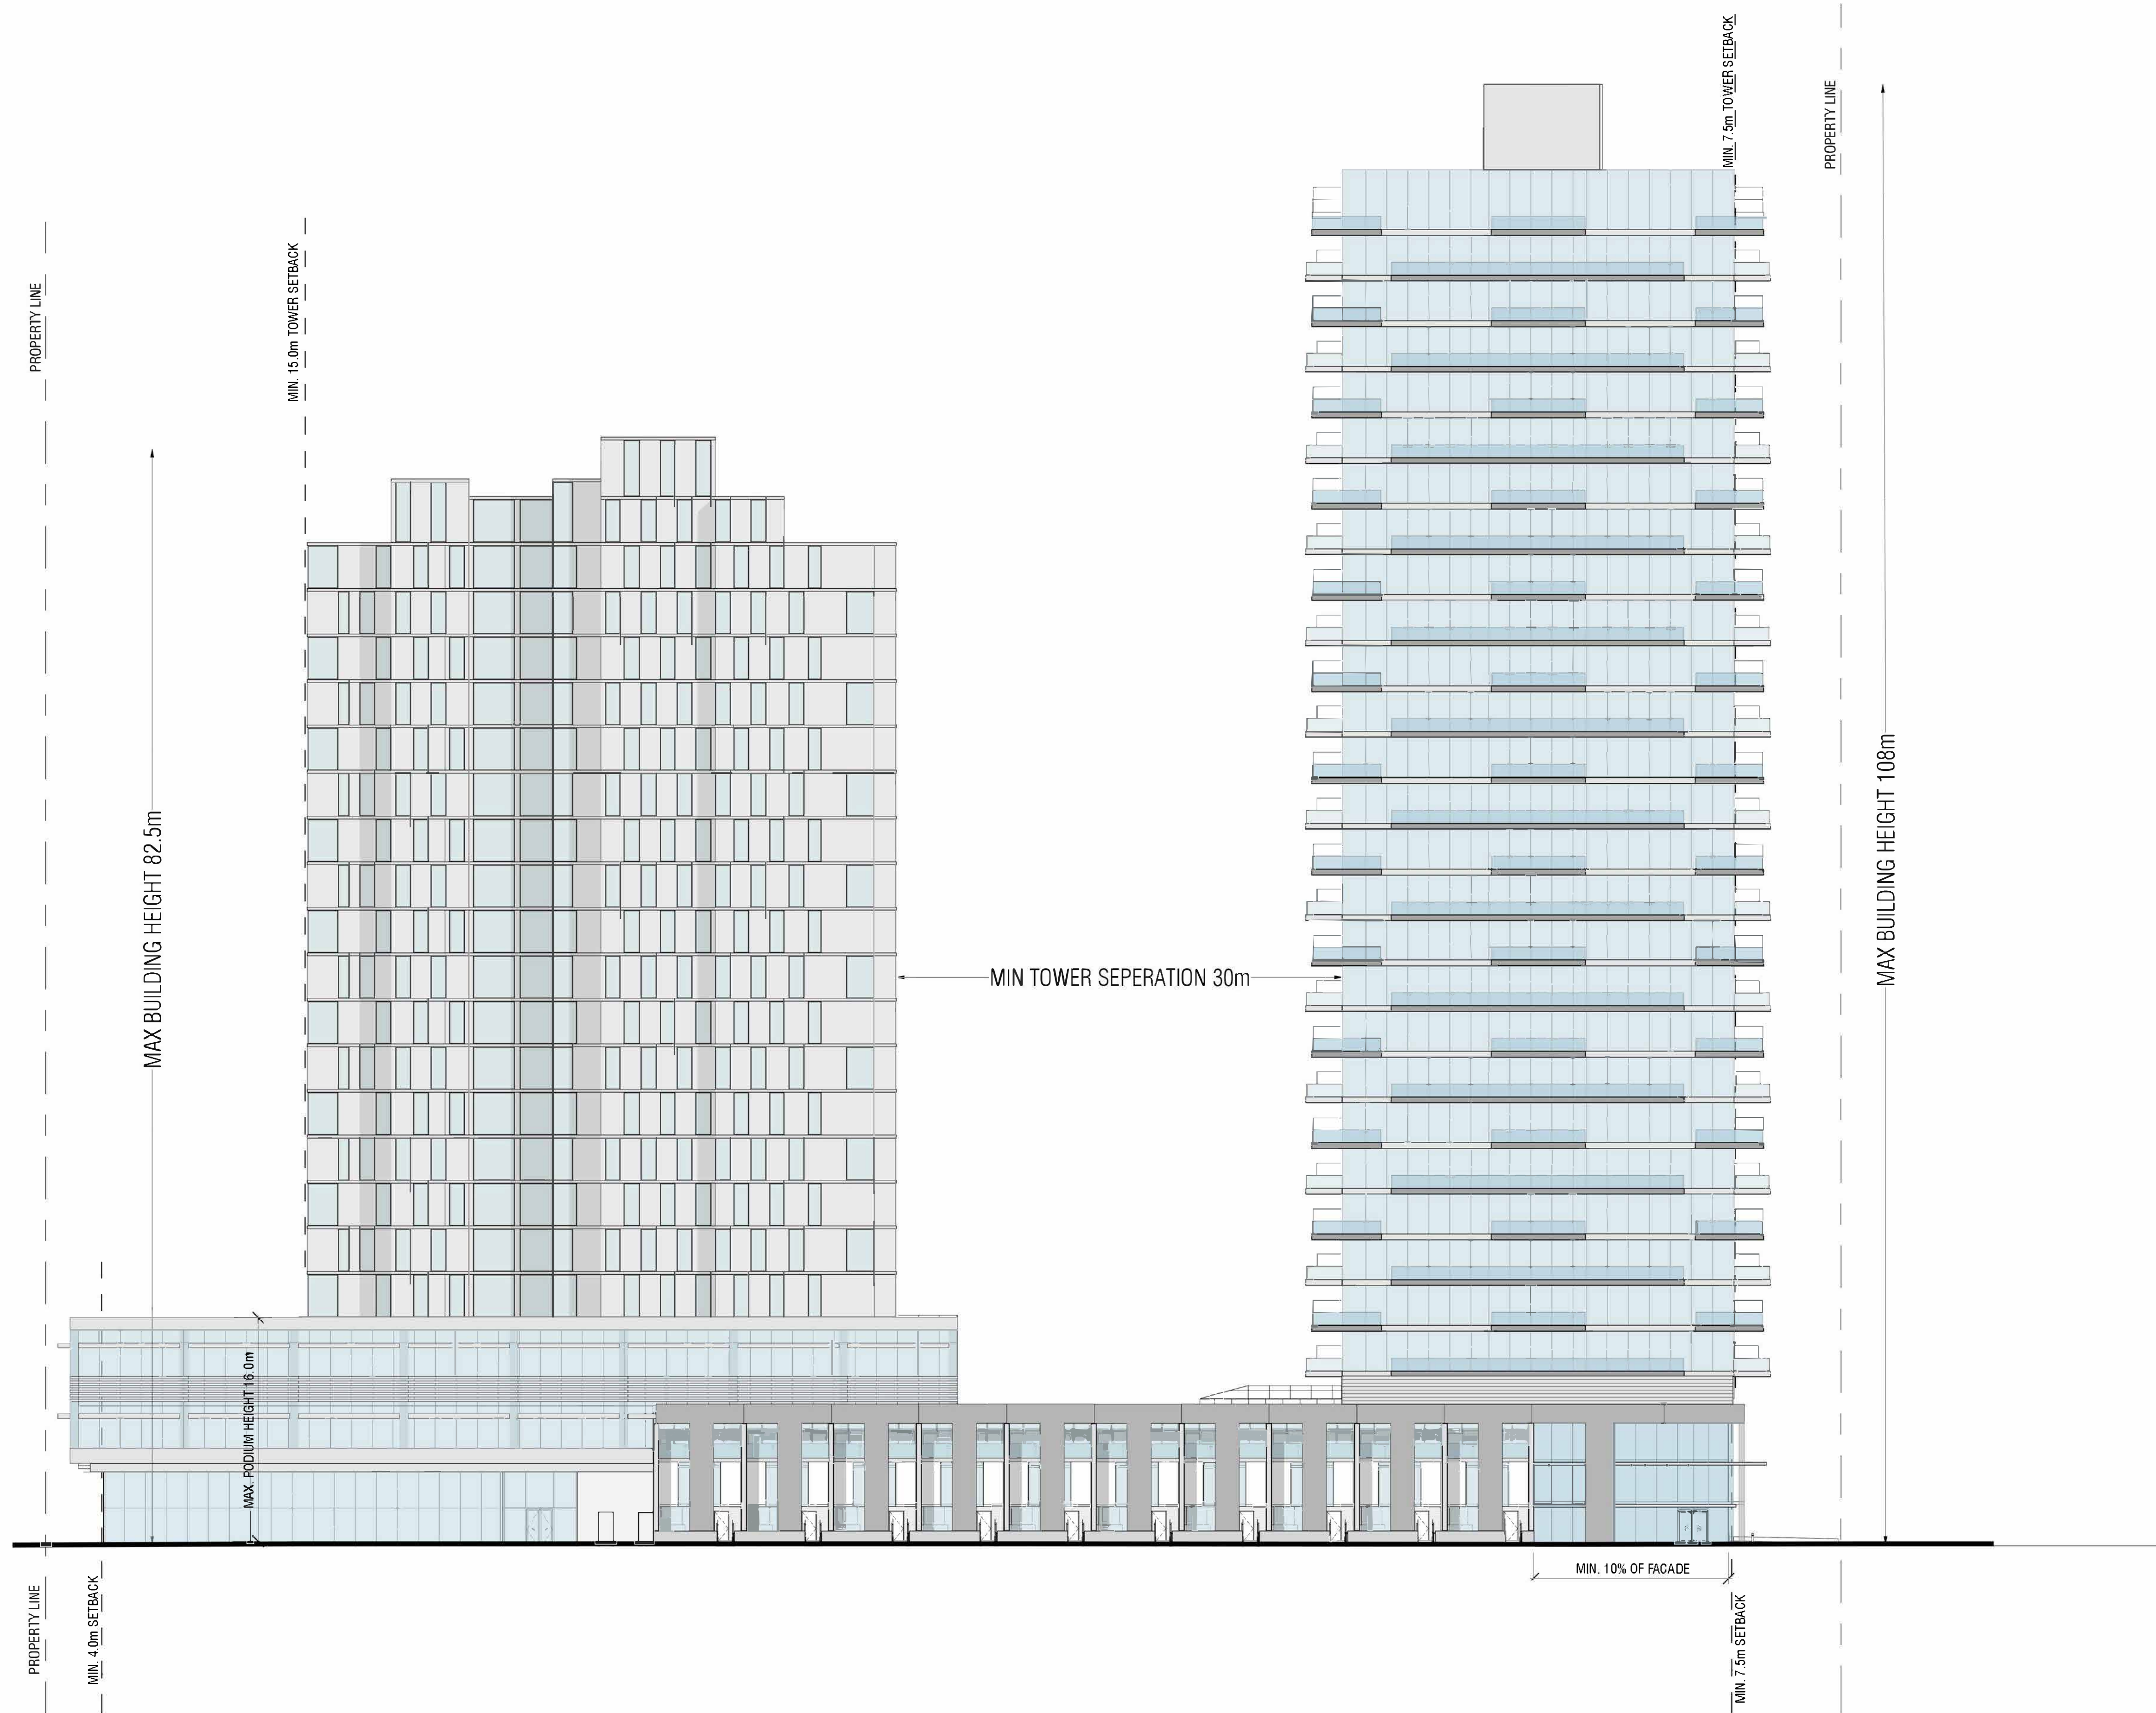 MIN. 7.5m TOWER SETBACK
PROPERTY LINE
MIN. 15.0m TOWER SETBACK
PROPERTY LINE
MAX BUILDING HEIGHT 82.5m
MAX BUILDING HEIGHT 108m
MIN TOWER SEPERATION 30m
MAX. PODIUM HEIGHT 16.0m
MIN. 10% OF FACADE
PROPERTY LINE
MIN. 4.0m SETBACK
MIN. 7.5m SETBACK